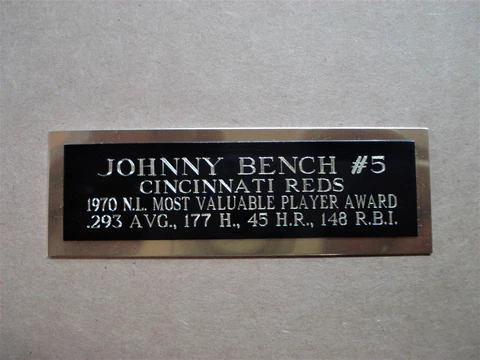 JOHNNY BENCH #5
CINCINNATI REDS
1970 N.L. MOST VALUABLE PLAYER AWARD
.293 AVG., 177 H., 45 H.R., 148 R.B.I.